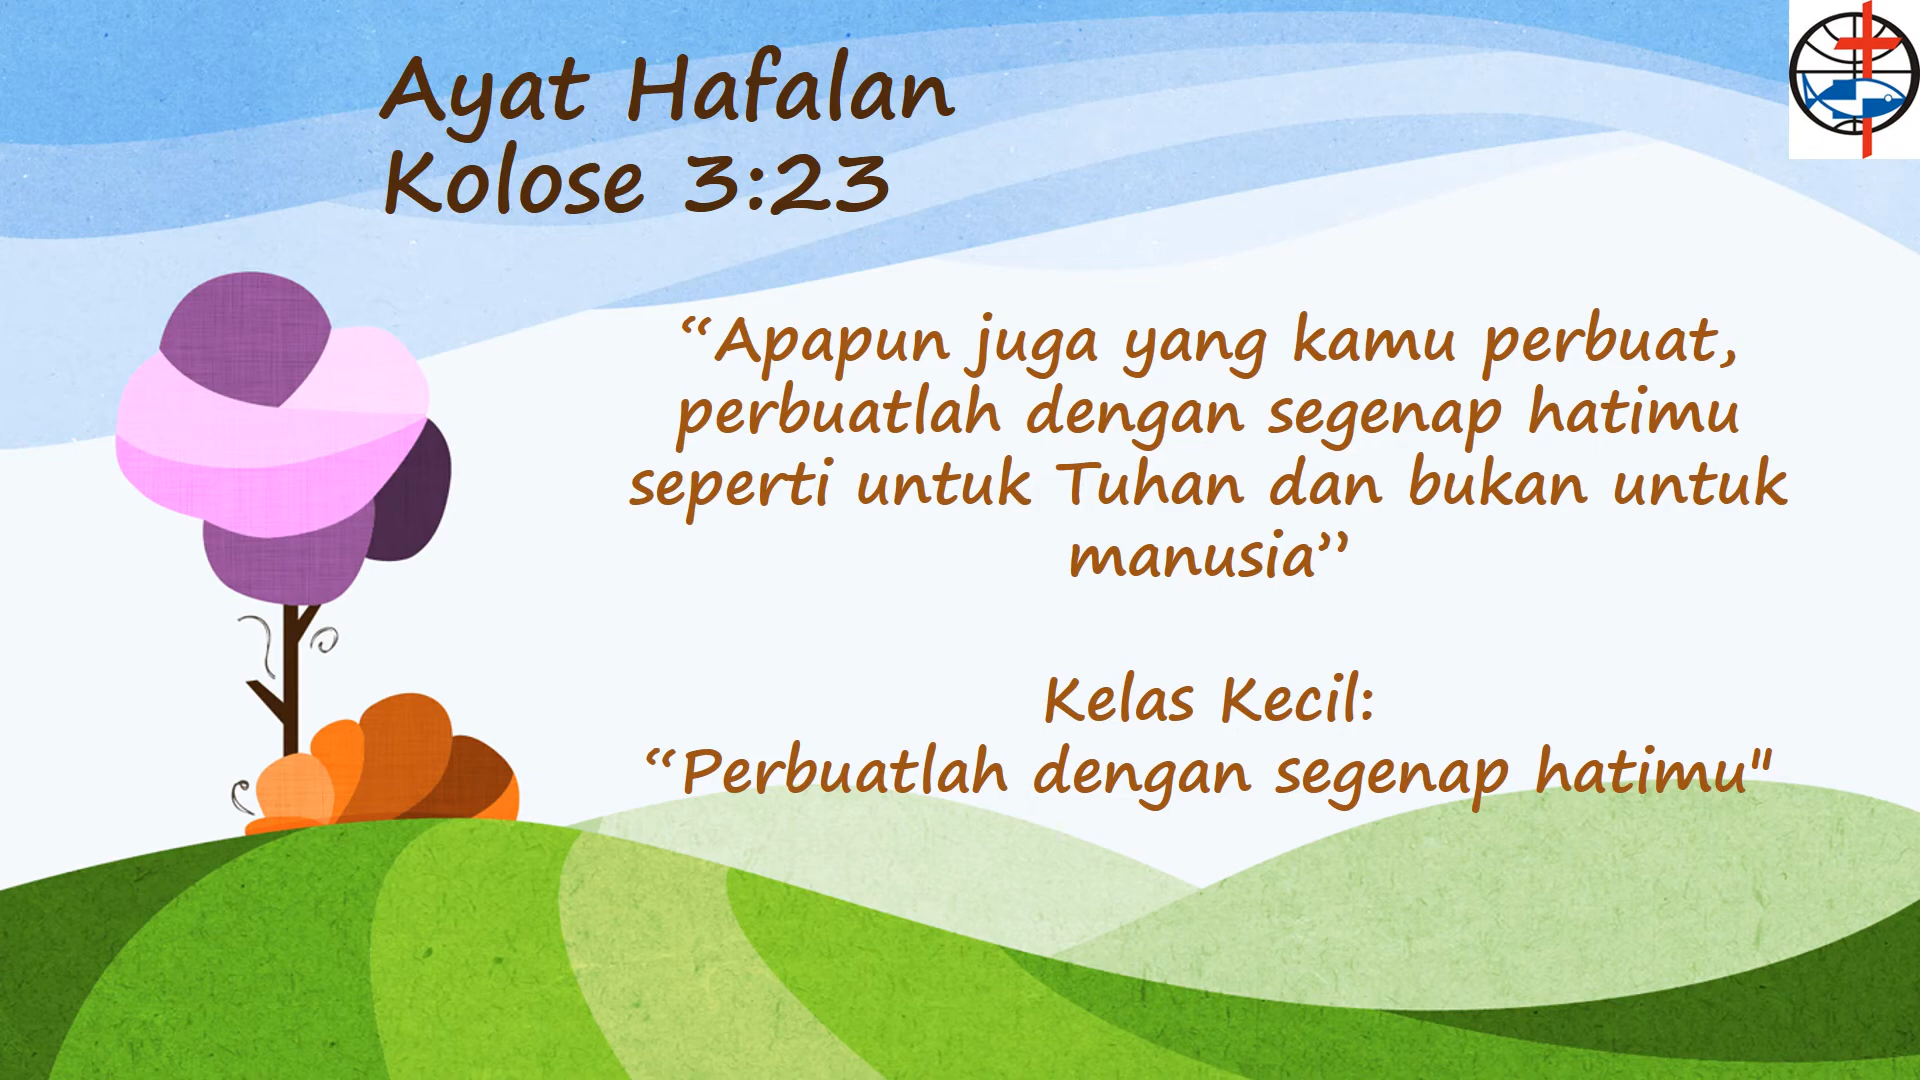 Ayat Hafalan
Kolose 3:23
“Apapun juga yang kamu perbuat,
perbuatlah dengan segenap hatimu
seperti untuk Tuhan dan bukan untuk
manusia”
Kelas Kecil:
“Perbuatlah dengan segenap hatimu"